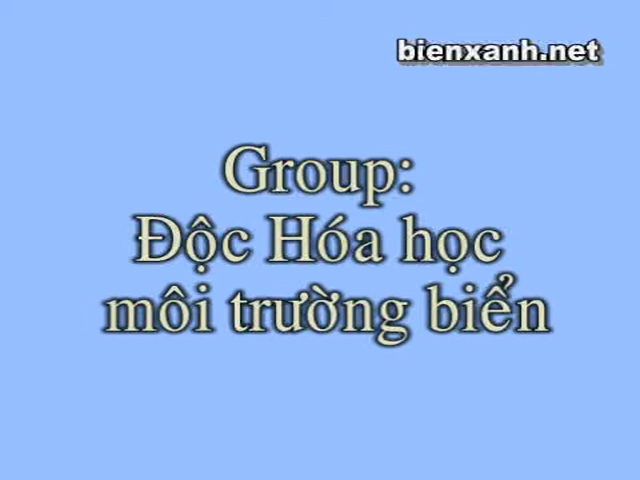 bienxanh.net
Group:
Độc Hóa học
môi trường biển